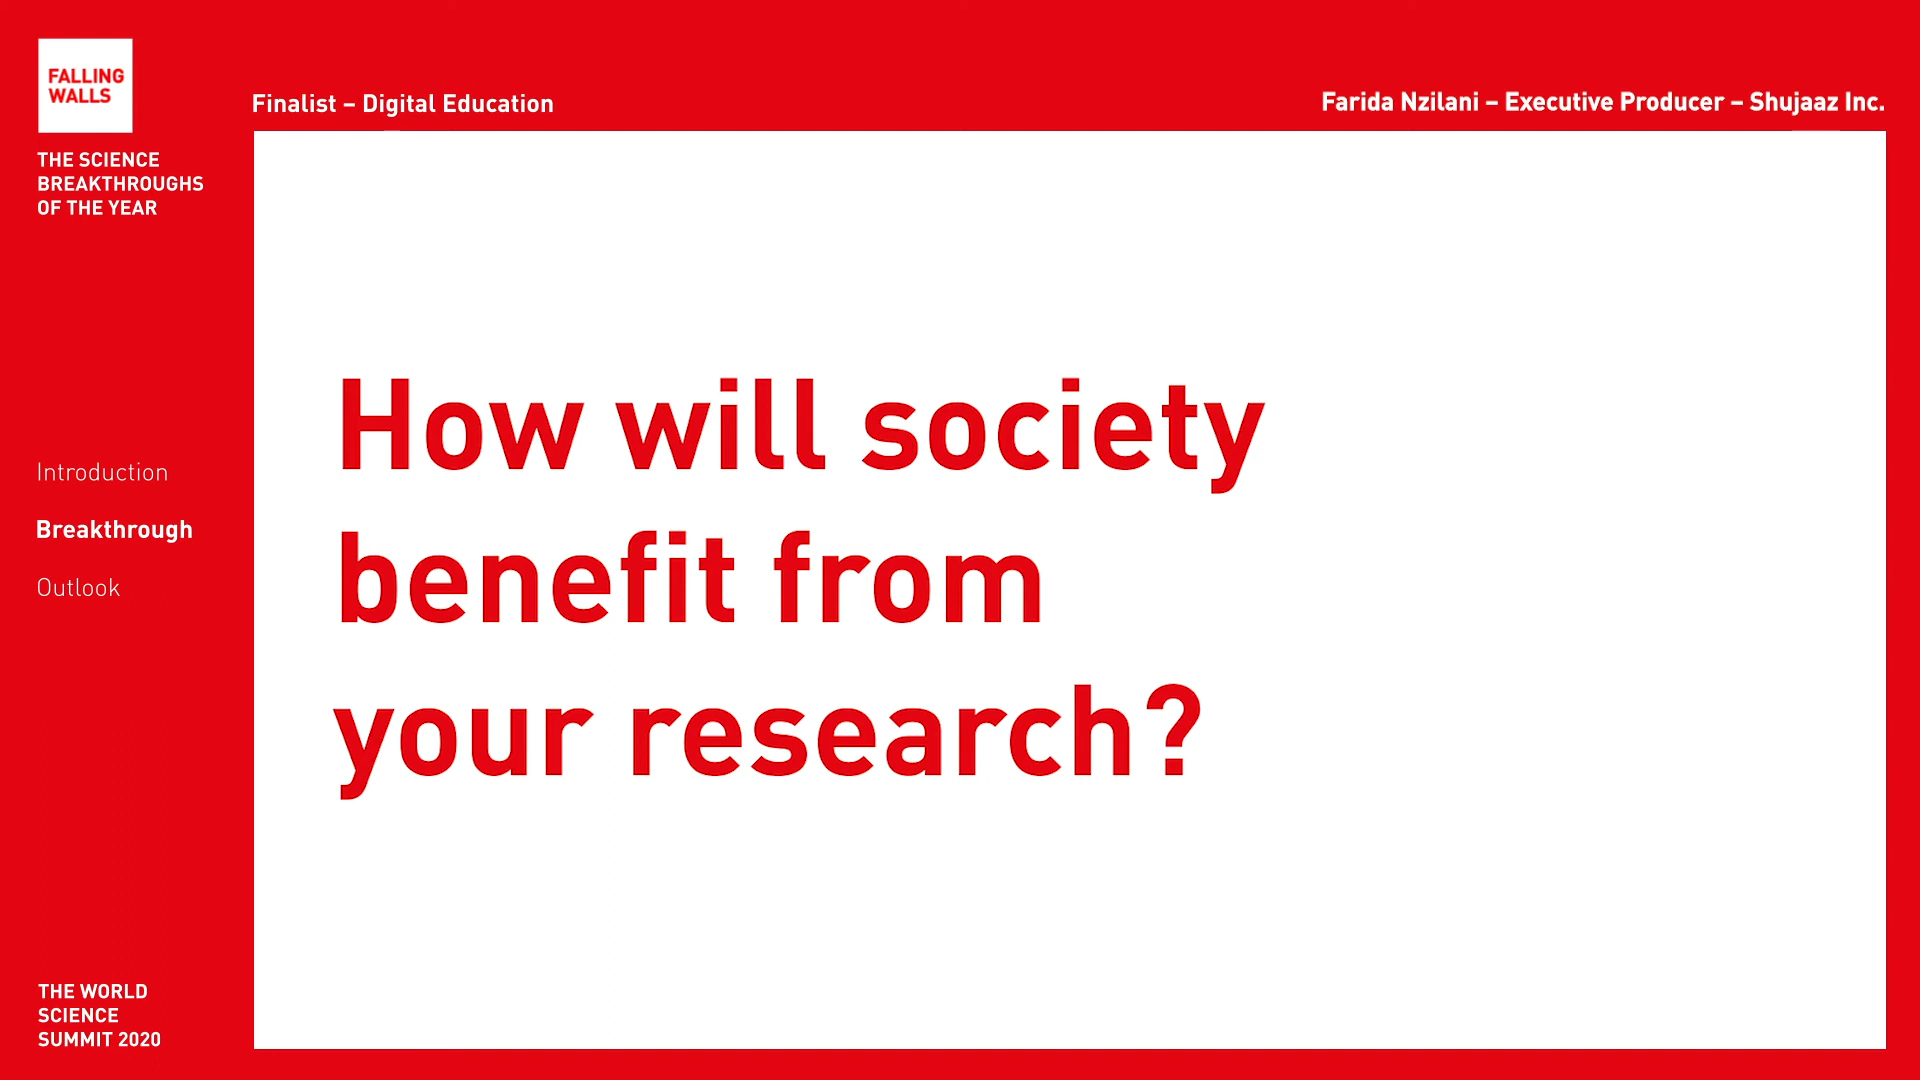 FALLING
WALLS
THE SCIENCE
BREAKTHROUGHS
OF THE YEAR
Finalist – Digital Education
Farida Nzilani – Executive Producer – Shujaaz Inc.
Introduction
Breakthrough
Outlook
How will society
benefit from
your research?
THE WORLD
SCIENCE
SUMMIT 2020